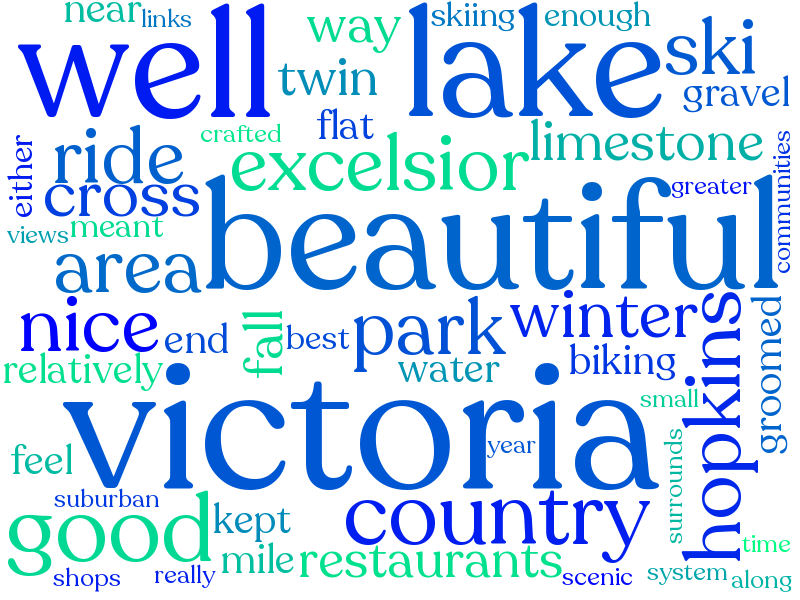 near
links
well
way
skiing
enough
lake
ski
twin
gravel
flat
crafted
limestone
ride
excelsior
either
cross
communities
greater
beautiful
views
meant
area
nice
end
fall
best
park
winter
hopkins
groomed
relatively
water
biking
victoria
small
year
feel
surrounds
suburban
good
kept
country
time
mile
restaurants
shops
really
scenic
system
along